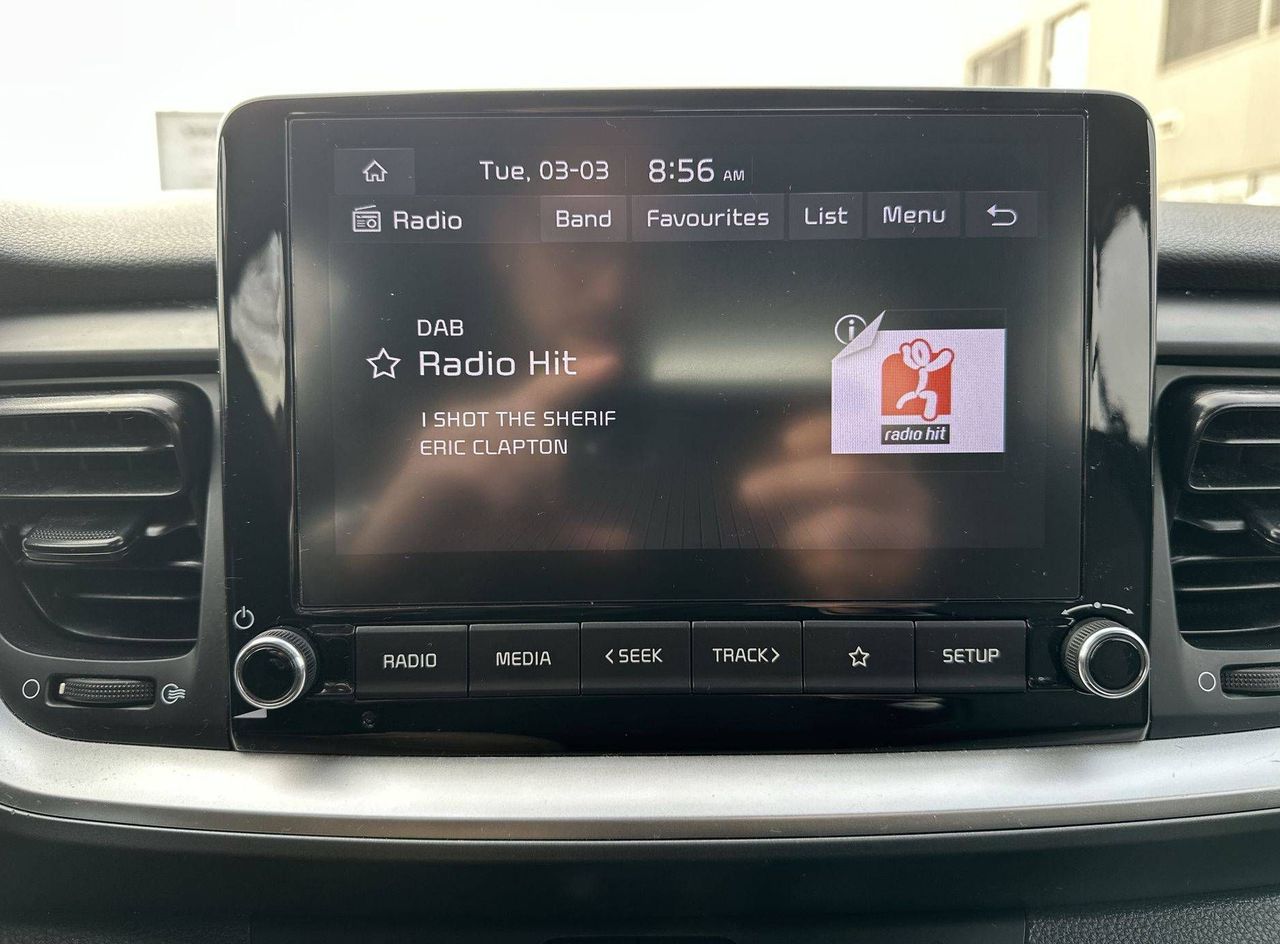 Tue, 03-03 8:56 AM
Radio Band Favourites List Menu
DAB
Radio Hit
I SHOT THE SHERIF
ERIC CLAPTON
radio hit
RADIO MEDIA <SEEK TRACK> SETUP